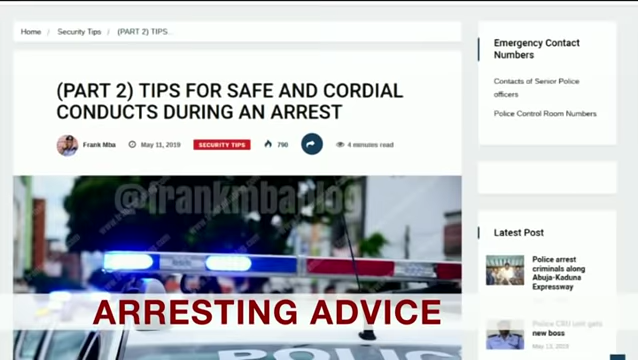 Home / Security Tips / (PART 2) TIPS..
(PART 2) TIPS FOR SAFE AND CORDIAL
CONDUCTS DURING AN ARREST
Frank Mba May 11, 2019 SECURITY TIPS 790 4 minutes read
@frankmbablog
ARRESTING ADVICE
POLIC
Emergency Contact
Numbers
Contacts of Senior Police
officers
Police Control Room Numbers
Latest Post
Police arrest
criminals along
Abuja-Kaduna
Expressway
Police CRU unit gets
new boss
May 13, 2019